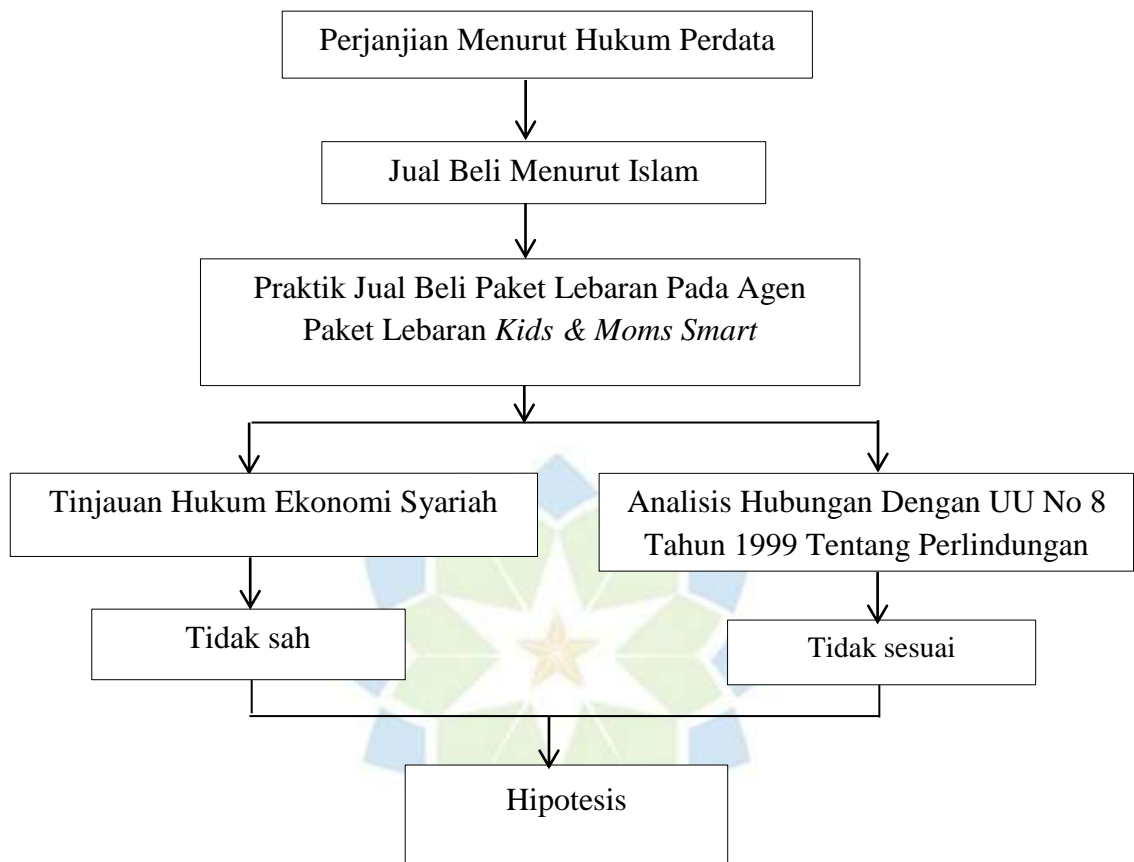 Perjanjian Menurut Hukum Perdata
Jual Beli Menurut Islam
Praktik Jual Beli Paket Lebaran Pada Agen
Paket Lebaran Kids & Moms Smart
Tinjauan Hukum Ekonomi Syariah
Analisis Hubungan Dengan UU No 8
Tahun 1999 Tentang Perlindungan
Tidak sah
Tidak sesuai
Hipotesis